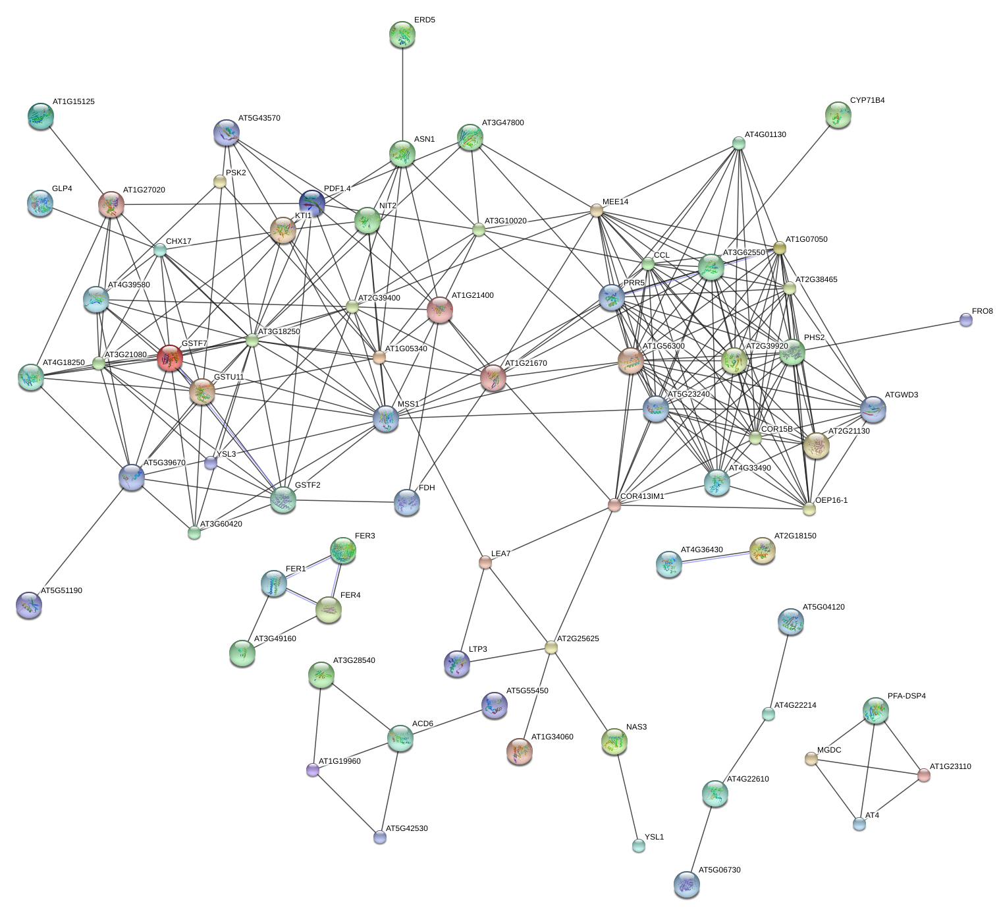 ERD5
AT1G15125
CYP71B4
AT3G47800
AT5G43570
AT4G01130
ASN1
PSK2
GLP4
AT1G27020
PDF1.4
MEE14
NIT2
KTI1
AT3G10020
CHX17
AT1G07050
CCL
AT3G62550
AT2G38465
PRR5
AT4G39580
AT1G21400
AT2G39400
FRO8
AT3G18250
PHS2
GSTF7
AT1G56300
AT2G39920
AT1G05340
AT3G21080
AT4G18250
AT1G21670
GSTU11
AT5G23240
ATGWD3
MSS1
COR15B
AT2G21130
YSL3
AT5G39670
AT4G33490
GSTF2
FDH
COR413IM1
OEP16-1
AT3G60420
FER3
AT2G18150
AT4G36430
LEA7
FER1
FER4
AT5G51190
AT5G04120
AT3G49160
AT2G25625
LTP3
AT3G28540
AT5G55450
PFA-DSP4
AT4G22214
ACD6
NAS3
AT1G34060
MGDC
AT1G19960
AT1G23110
AT4G22610
AT4
AT5G42530
YSL1
AT5G06730